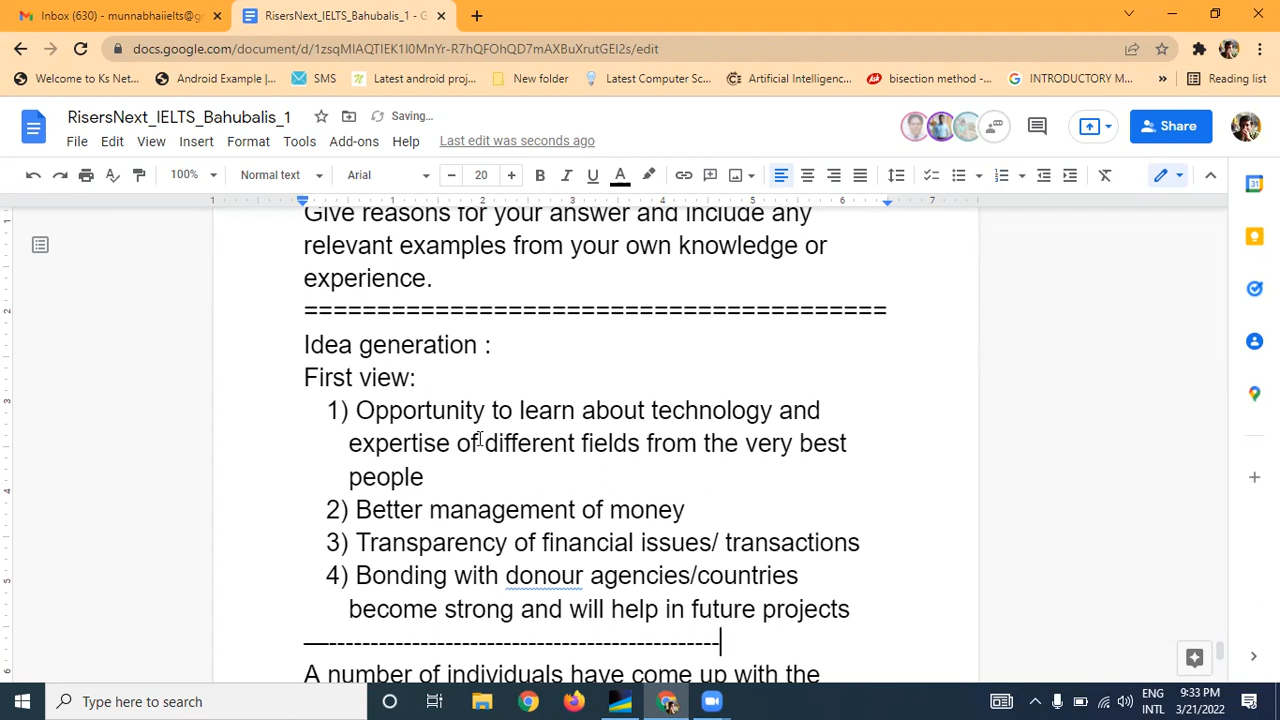 Inbox (630) - munnabhaiielts@g
RisersNext_IELTS_Bahubalis_1 - G
docs.google.com/document/d/1zsqMIAQTIEK1I0MnYr-R7hQFOhQD7mAXBuXrutGEI2s/edit
Welcome to Ks Net...
Android Example |...
SMS
Latest android proj...
New folder
Latest Computer Sc...
Artificial Intelligenc...
bisection method -...
INTRODUCTORY M...
»
Reading list
RisersNext_IELTS_Bahubalis_1
Saving...
File Edit View Insert Format Tools Add-ons Help
Last edit was seconds ago
Share
100%
Normal text
Arial
20
Give reasons for your answer and include any
relevant examples from your own knowledge or
experience.
========================================
Idea generation :
First view:
1) Opportunity to learn about technology and
expertise of different fields from the very best
people
2) Better management of money
3) Transparency of financial issues/ transactions
4) Bonding with donour agencies/countries
become strong and will help in future projects
—-----------------------------------------------
A number of individuals have come up with the
Type here to search
ENG
INTL
9:33 PM
3/21/2022